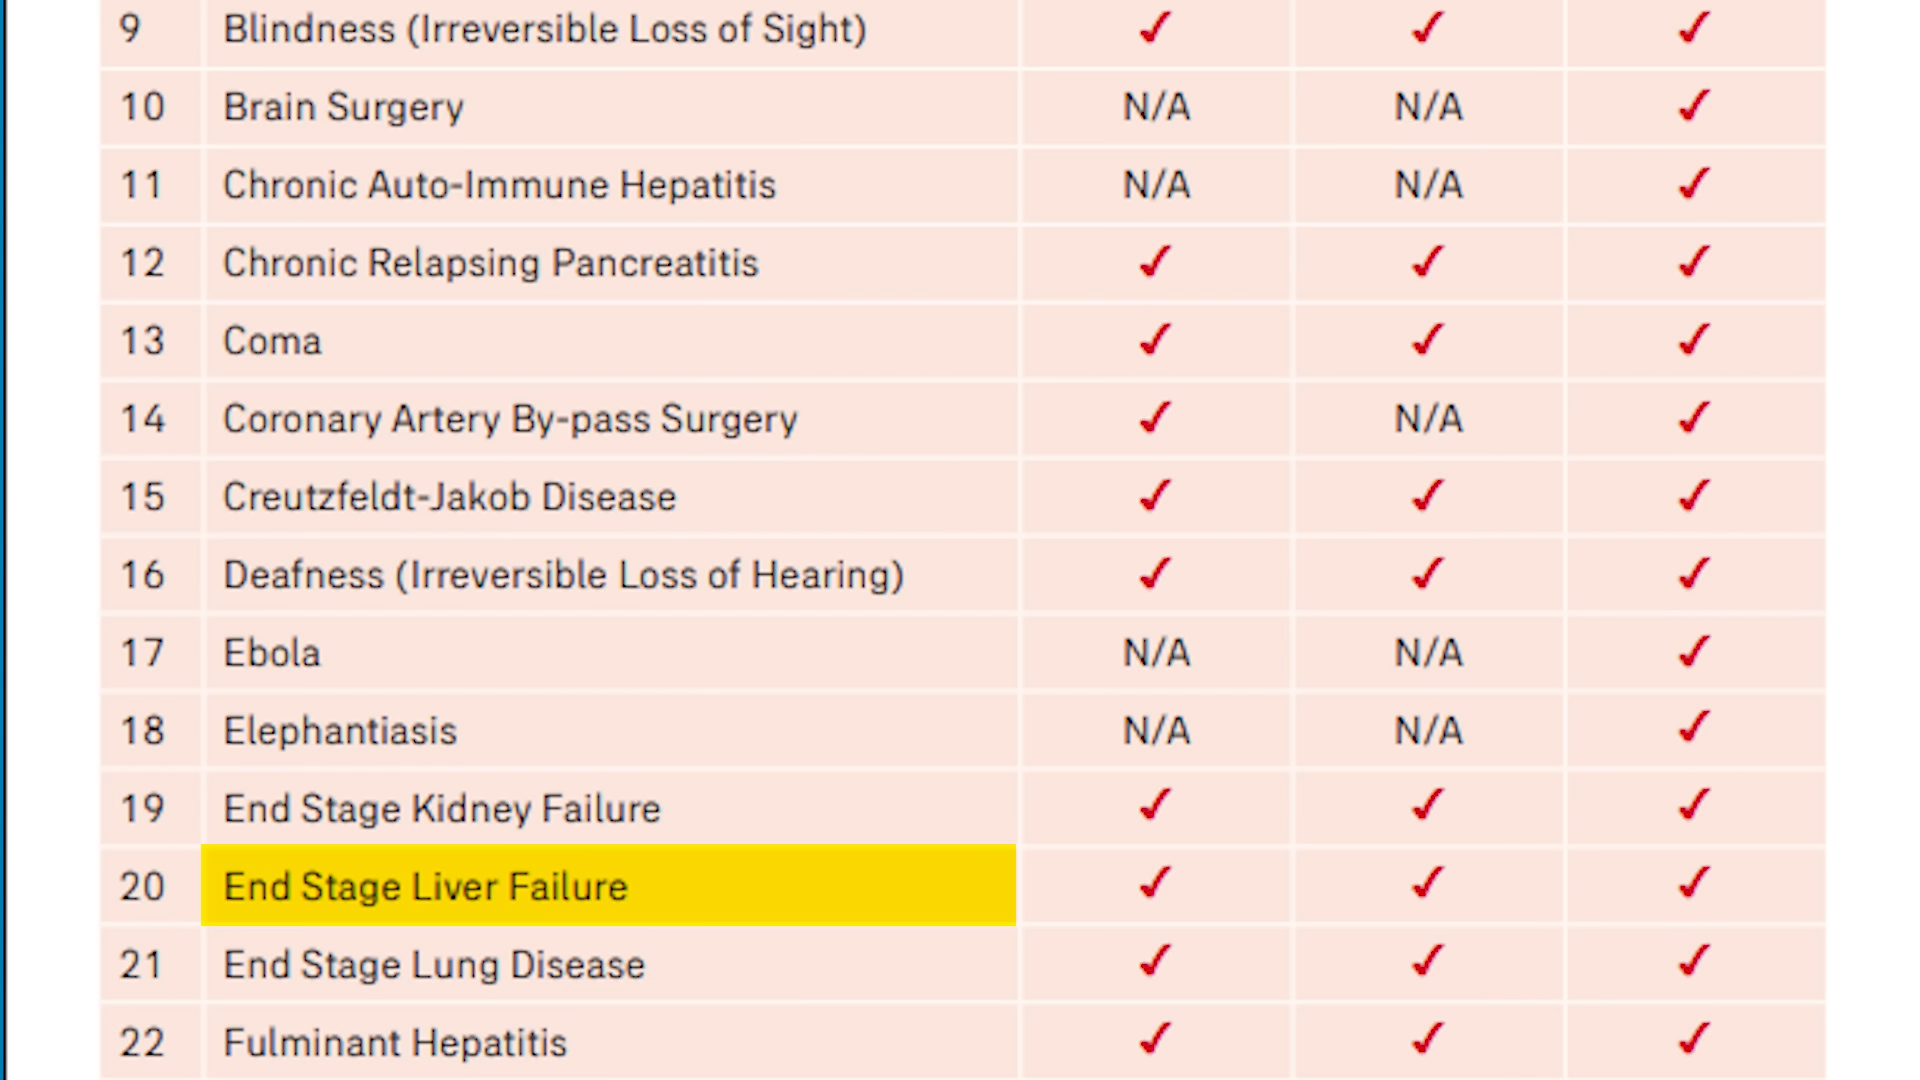 9 Blindness (Irreversible Loss of Sight) ✓ ✓ ✓
10 Brain Surgery N/A N/A ✓
11 Chronic Auto-Immune Hepatitis N/A N/A ✓
12 Chronic Relapsing Pancreatitis ✓ ✓ ✓
13 Coma ✓ ✓ ✓
14 Coronary Artery By-pass Surgery ✓ N/A ✓
15 Creutzfeldt-Jakob Disease ✓ ✓ ✓
16 Deafness (Irreversible Loss of Hearing) ✓ ✓ ✓
17 Ebola N/A N/A ✓
18 Elephantiasis N/A N/A ✓
19 End Stage Kidney Failure ✓ ✓ ✓
20 End Stage Liver Failure ✓ ✓ ✓
21 End Stage Lung Disease ✓ ✓ ✓
22 Fulminant Hepatitis ✓ ✓ ✓